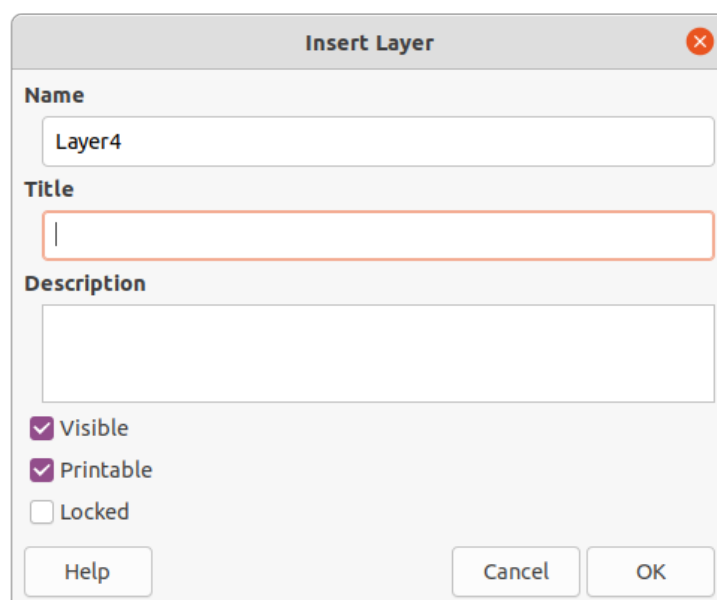 Insert Layer
Name
Layer4
Title
Description
Visible
Printable
Locked
Help Cancel OK